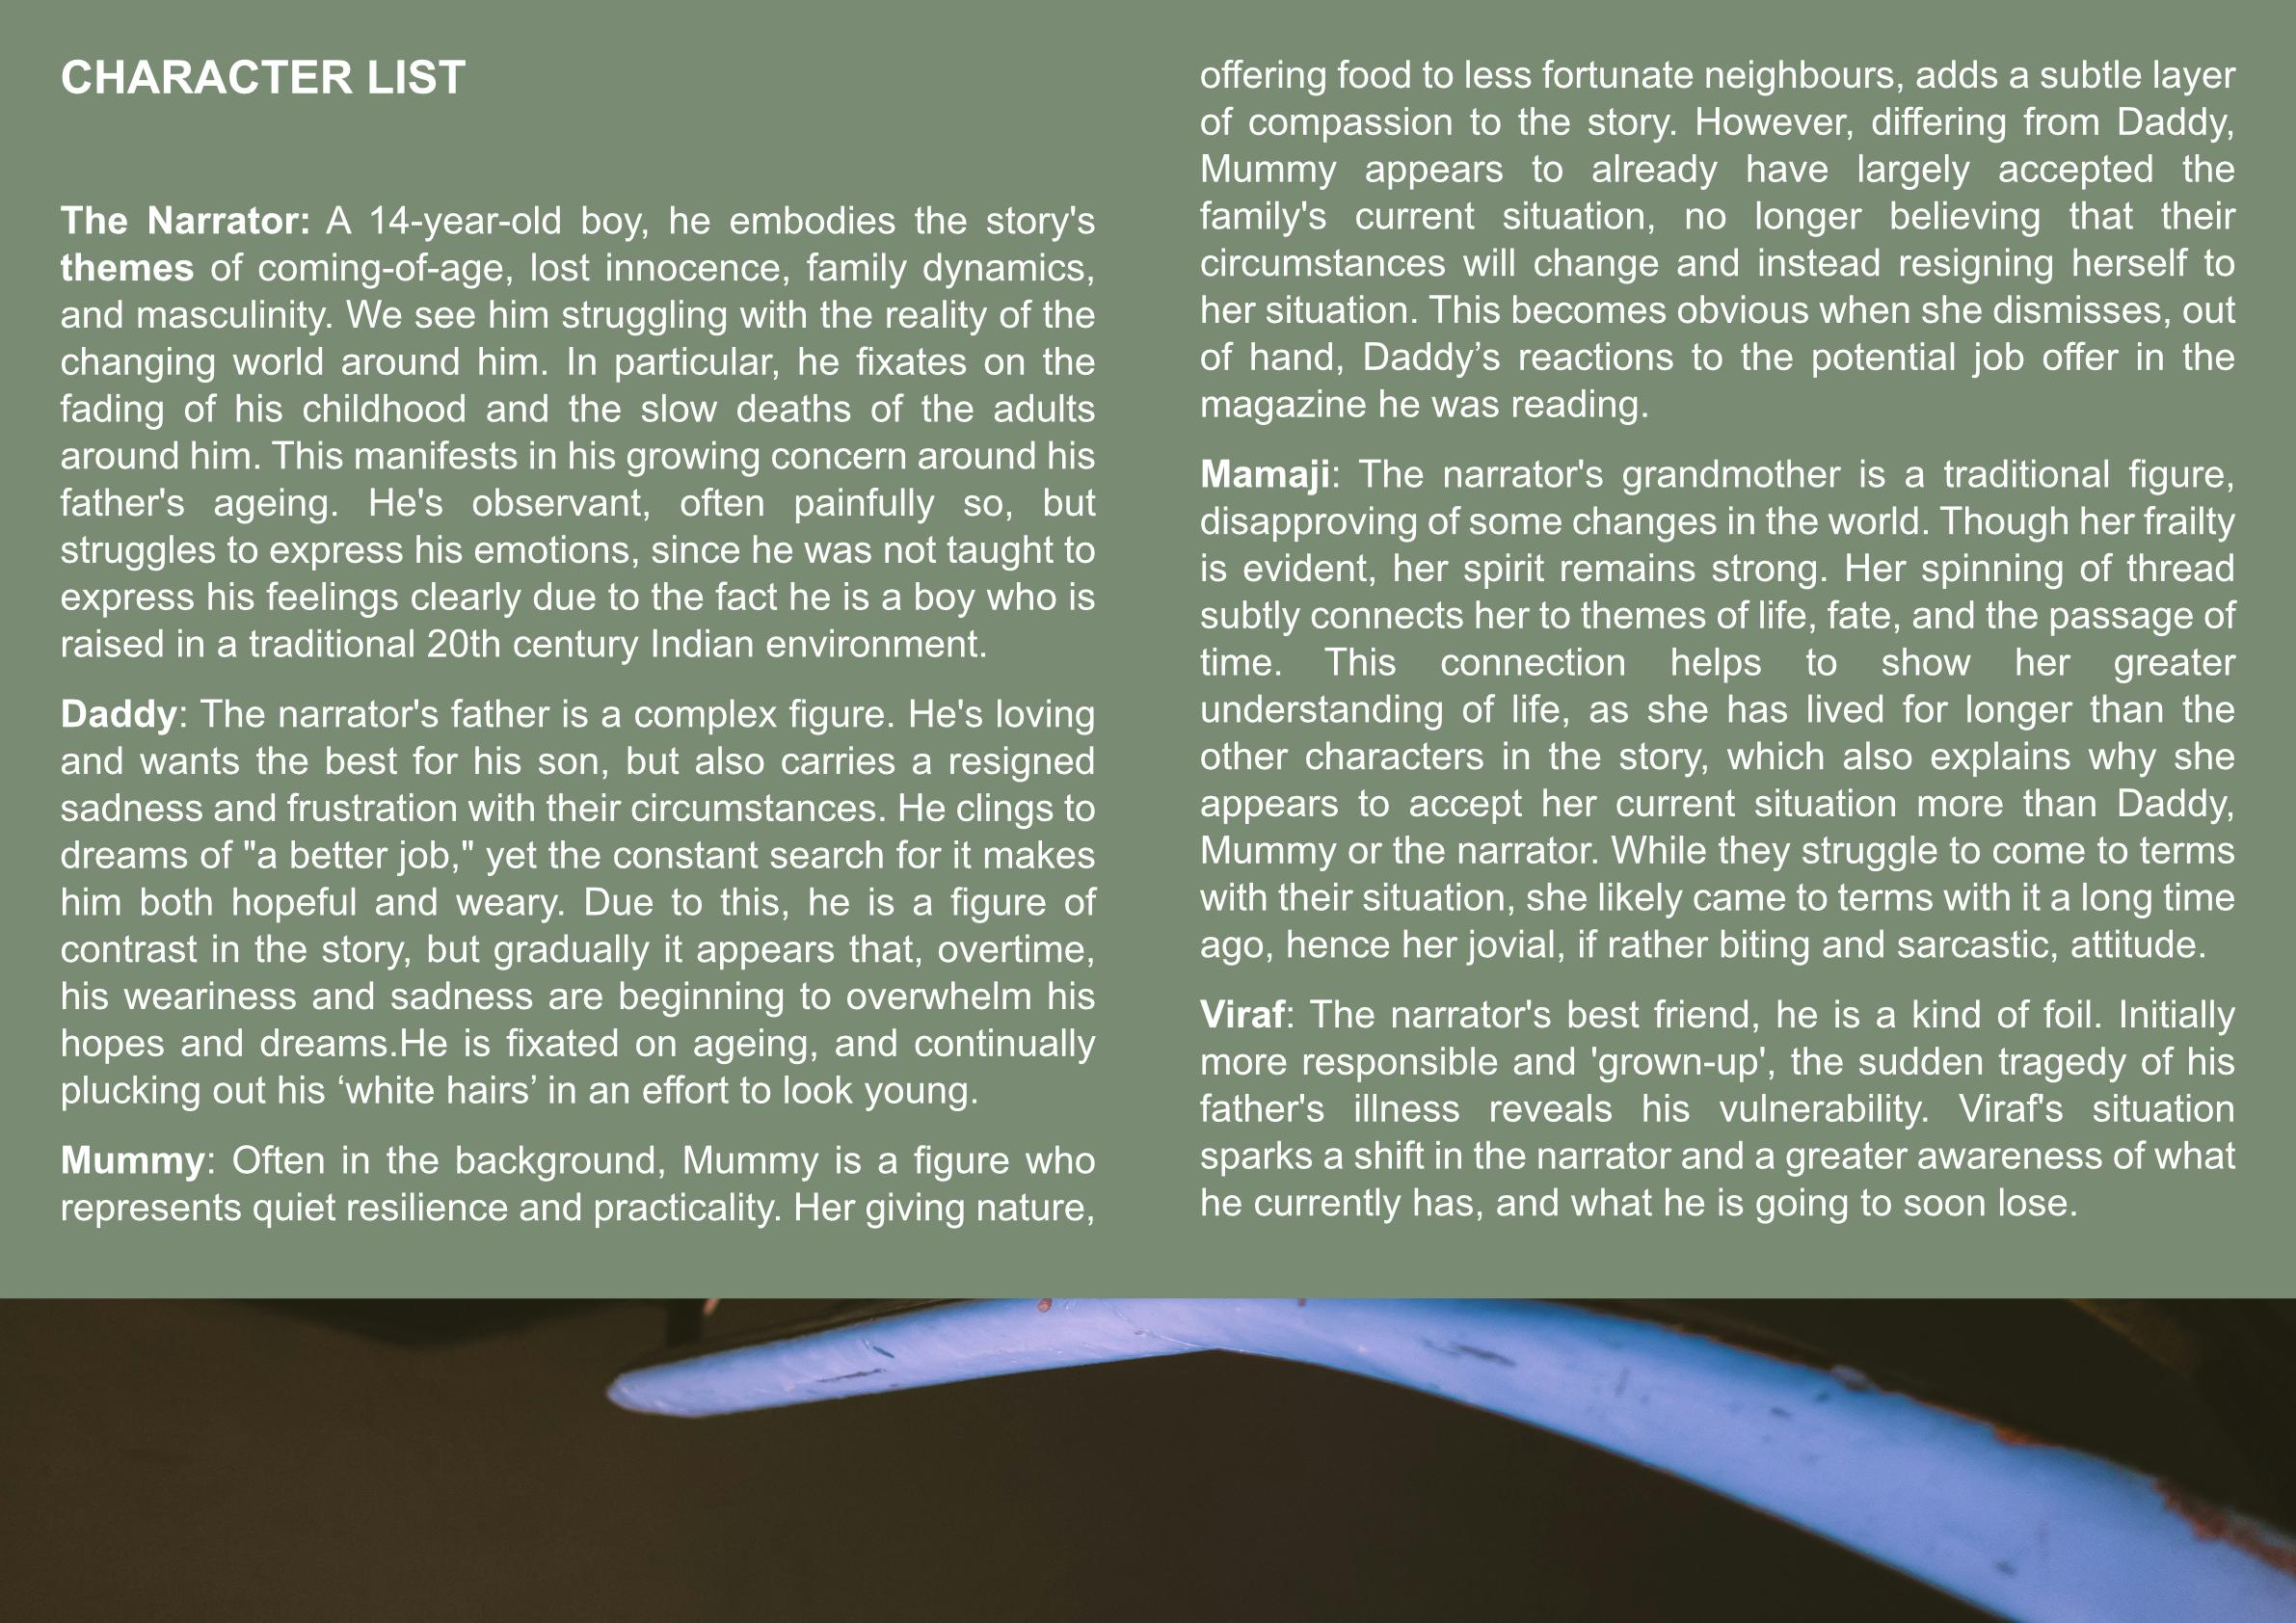 CHARACTER LIST
The Narrator: A 14-year-old boy, he embodies the story's
themes of coming-of-age, lost innocence, family dynamics,
and masculinity. We see him struggling with the reality of the
changing world around him. In particular, he fixates on the
fading of his childhood and the slow deaths of the adults
around him. This manifests in his growing concern around his
father's ageing. He's observant, often painfully so, but
struggles to express his emotions, since he was not taught to
express his feelings clearly due to the fact he is a boy who is
raised in a traditional 20th century Indian environment.
Daddy: The narrator's father is a complex figure. He's loving
and wants the best for his son, but also carries a resigned
sadness and frustration with their circumstances. He clings to
dreams of "a better job," yet the constant search for it makes
him both hopeful and weary. Due to this, he is a figure of
contrast in the story, but gradually it appears that, overtime,
his weariness and sadness are beginning to overwhelm his
hopes and dreams.He is fixated on ageing, and continually
plucking out his ‘white hairs’ in an effort to look young.
Mummy: Often in the background, Mummy is a figure who
represents quiet resilience and practicality. Her giving nature,
offering food to less fortunate neighbours, adds a subtle layer
of compassion to the story. However, differing from Daddy,
Mummy appears to already have largely accepted the
family's current situation, no longer believing that their
circumstances will change and instead resigning herself to
her situation. This becomes obvious when she dismisses, out
of hand, Daddy’s reactions to the potential job offer in the
magazine he was reading.
Mamaji: The narrator's grandmother is a traditional figure,
disapproving of some changes in the world. Though her frailty
is evident, her spirit remains strong. Her spinning of thread
subtly connects her to themes of life, fate, and the passage of
time. This connection helps to show her greater
understanding of life, as she has lived for longer than the
other characters in the story, which also explains why she
appears to accept her current situation more than Daddy,
Mummy or the narrator. While they struggle to come to terms
with their situation, she likely came to terms with it a long time
ago, hence her jovial, if rather biting and sarcastic, attitude.
Viraf: The narrator's best friend, he is a kind of foil. Initially
more responsible and 'grown-up', the sudden tragedy of his
father's illness reveals his vulnerability. Viraf's situation
sparks a shift in the narrator and a greater awareness of what
he currently has, and what he is going to soon lose.